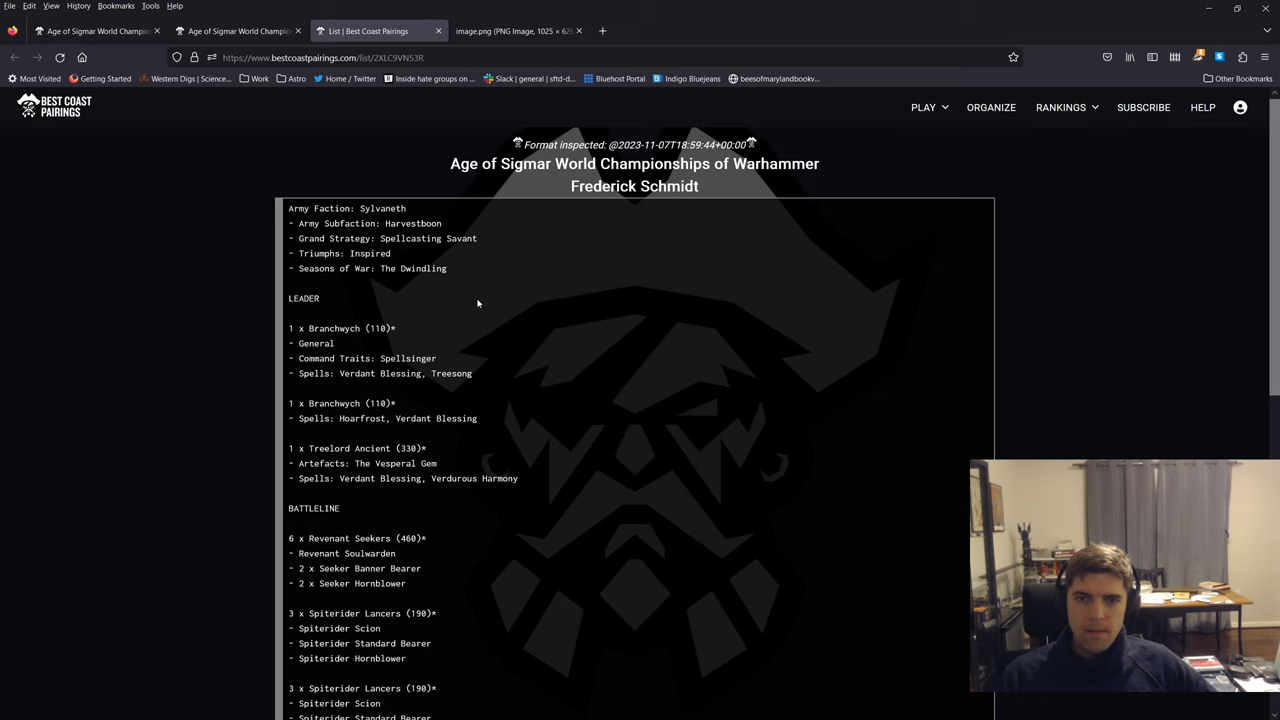 File Edit View History Bookmarks Tools Help
Age of Sigmar World Champion
Age of Sigmar World Champion
List | Best Coast Pairings
image.png (PNG Image, 1025 × 62
https://www.bestcoastpairings.com/list/2XLC9VN53R
Most Visited Getting Started Western Digs | Science... Work Astro Home / Twitter Inside hate groups on ... Slack | general | sftd-d... Bluehost Portal Indigo Bluejeans beesofmarylandbookv... Other Bookmarks
BEST COAST
PAIRINGS
PLAY ORGANIZE RANKINGS SUBSCRIBE HELP
Format inspected: @2023-11-07T18:59:44+00:00
Age of Sigmar World Championships of Warhammer
Frederick Schmidt
Army Faction: Sylvaneth
- Army Subfaction: Harvestboon
- Grand Strategy: Spellcasting Savant
- Triumphs: Inspired
- Seasons of War: The Dwindling
LEADER
1 x Branchwych (110)*
- General
- Command Traits: Spellsinger
- Spells: Verdant Blessing, Treesong
1 x Branchwych (110)*
- Spells: Hoarfrost, Verdant Blessing
1 x Treelord Ancient (330)*
- Artefacts: The Vesperal Gem
- Spells: Verdant Blessing, Verdurous Harmony
BATTLELINE
6 x Revenant Seekers (460)*
- Revenant Soulwarden
- 2 x Seeker Banner Bearer
- 2 x Seeker Hornblower
3 x Spiterider Lancers (190)*
- Spiterider Scion
- Spiterider Standard Bearer
- Spiterider Hornblower
3 x Spiterider Lancers (190)*
- Spiterider Scion
- Spiterider Standard Bearer